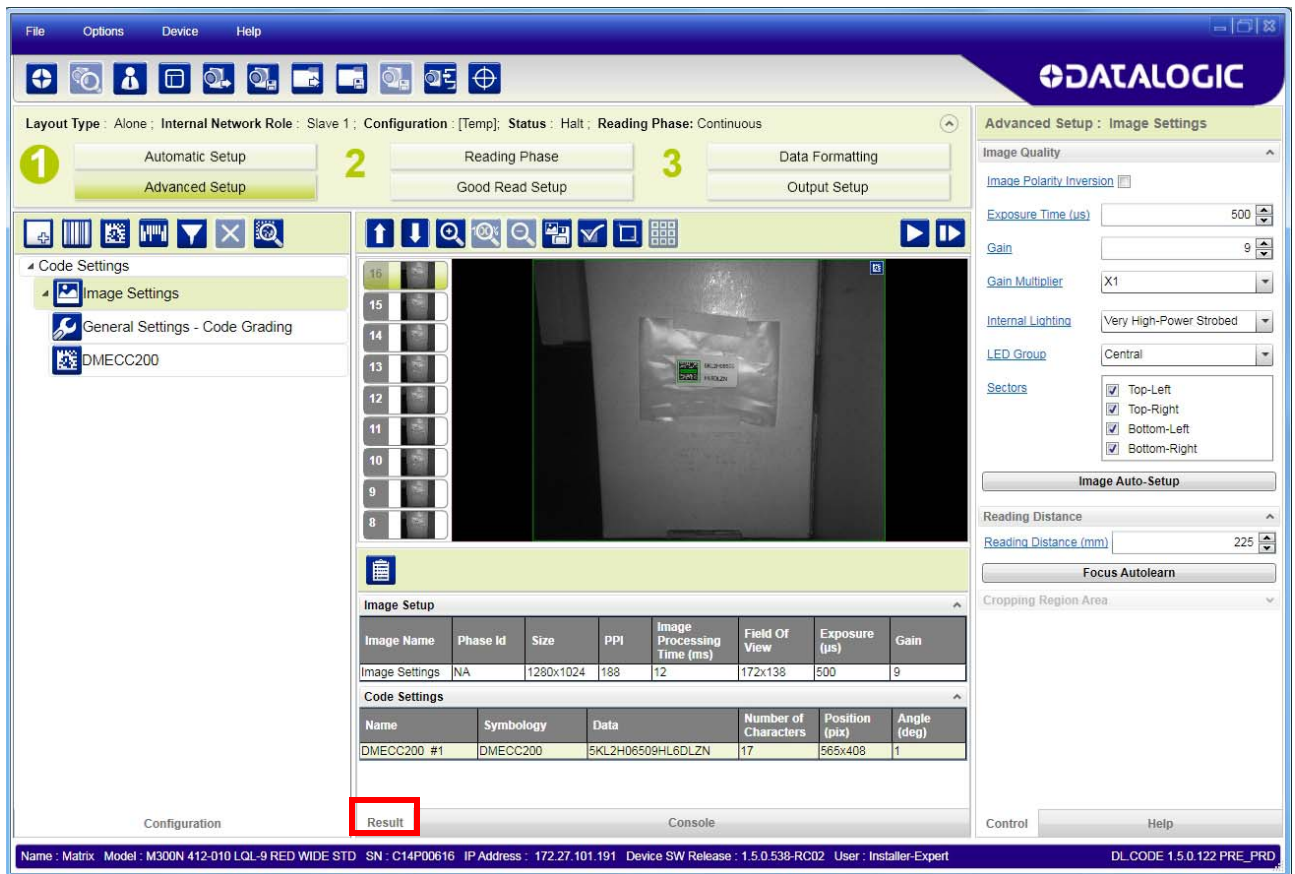 File Options Device Help
DATALOGIC
Layout Type : Alone ; Internal Network Role : Slave 1 ; Configuration : [Temp]; Status : Halt ; Reading Phase: Continuous
1 Automatic Setup 2 Reading Phase 3 Data Formatting
Advanced Setup Good Read Setup Output Setup
Code Settings
Image Settings
General Settings - Code Grading
DMECC200
Configuration
100%
16
15
14
13
12
11
10
9
8
Image Setup
Image Name Phase Id Size PPI Image Processing Time (ms) Field Of View Exposure (µs) Gain
Image Settings NA 1280x1024 188 12 172x138 500 9
Code Settings
Name Symbology Data Number of Characters Position (pix) Angle (deg)
DMECC200 #1 DMECC200 5KL2H06509HL6DLZN 17 565x408 1
Result Console
Advanced Setup : Image Settings
Image Quality
Image Polarity Inversion
Exposure Time (µs) 500
Gain 9
Gain Multiplier X1
Internal Lighting Very High-Power Strobed
LED Group Central
Sectors Top-Left
Top-Right
Bottom-Left
Bottom-Right
Image Auto-Setup
Reading Distance
Reading Distance (mm) 225
Focus Autolearn
Cropping Region Area
Control Help
Name : Matrix Model : M300N 412-010 LQL-9 RED WIDE STD SN : C14P00616 IP Address : 172.27.101.191 Device SW Release : 1.5.0.538-RC02 User : Installer-Expert DL.CODE 1.5.0.122 PRE_PRD